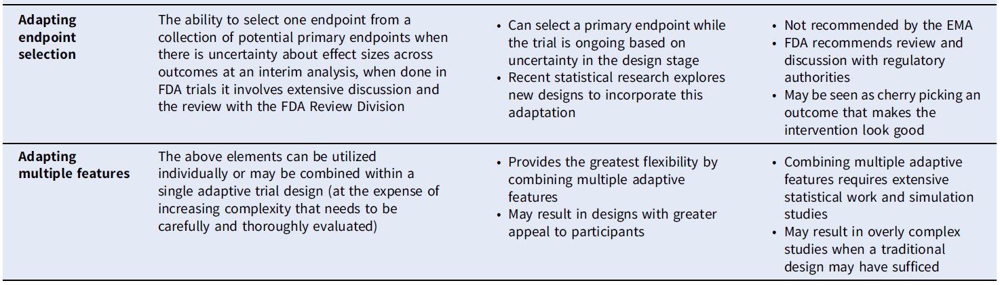 Adapting
endpoint
selection
The ability to select one endpoint from a
collection of potential primary endpoints when
there is uncertainty about effect sizes across
outcomes at an interim analysis, when done in
FDA trials it involves extensive discussion and
the review with the FDA Review Division
• Can select a primary endpoint while
the trial is ongoing based on
uncertainty in the design stage
• Recent statistical research explores
new designs to incorporate this
adaptation
• Not recommended by the EMA
• FDA recommends review and
discussion with regulatory
authorities
• May be seen as cherry picking an
outcome that makes the
intervention look good
Adapting
multiple features
The above elements can be utilized
individually or may be combined within a
single adaptive trial design (at the expense of
increasing complexity that needs to be
carefully and thoroughly evaluated)
• Provides the greatest flexibility by
combining multiple adaptive
features
• May result in designs with greater
appeal to participants
• Combining multiple adaptive
features requires extensive
statistical work and simulation
studies
• May result in overly complex
studies when a traditional
design may have sufficed